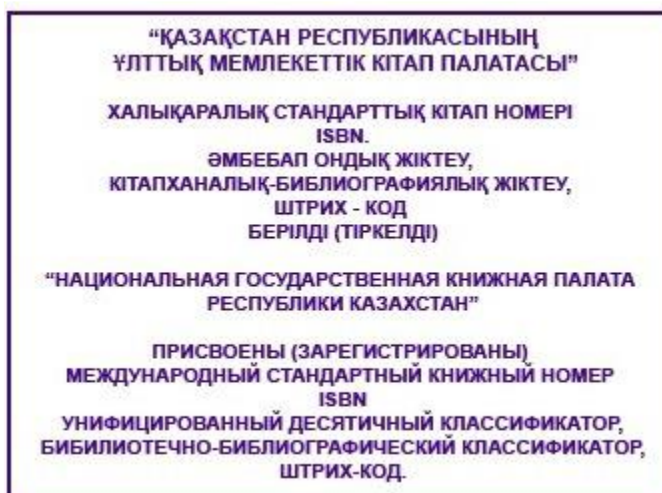 “ҚАЗАҚСТАН РЕСПУБЛИКАСЫНЫҢ
ҰЛТТЫҚ МЕМЛЕКЕТТІК КІТАП ПАЛАТАСЫ”
ХАЛЫҚАРАЛЫҚ СТАНДАРТТЫҚ КІТАП НОМЕРІ
ISBN.
ӘМБЕБАП ОНДЫҚ ЖІКТЕУ,
КІТАПХАНАЛЫҚ-БИБЛИОГРАФИЯЛЫҚ ЖІКТЕУ,
ШТРИХ - КОД
БЕРІЛДІ (ТІРКЕЛДІ)
“НАЦИОНАЛЬНАЯ ГОСУДАРСТВЕННАЯ КНИЖНАЯ ПАЛАТА
РЕСПУБЛИКИ КАЗАХСТАН”
ПРИСВОЕНЫ (ЗАРЕГИСТРИРОВАНЫ)
МЕЖДУНАРОДНЫЙ СТАНДАРТНЫЙ КНИЖНЫЙ НОМЕР
ISBN
УНИФИЦИРОВАННЫЙ ДЕСЯТИЧНЫЙ КЛАССИФИКАТОР,
БИБИЛИОТЕЧНО-БИБЛИОГРАФИЧЕСКИЙ КЛАССИФИКАТОР,
ШТРИХ-КОД.